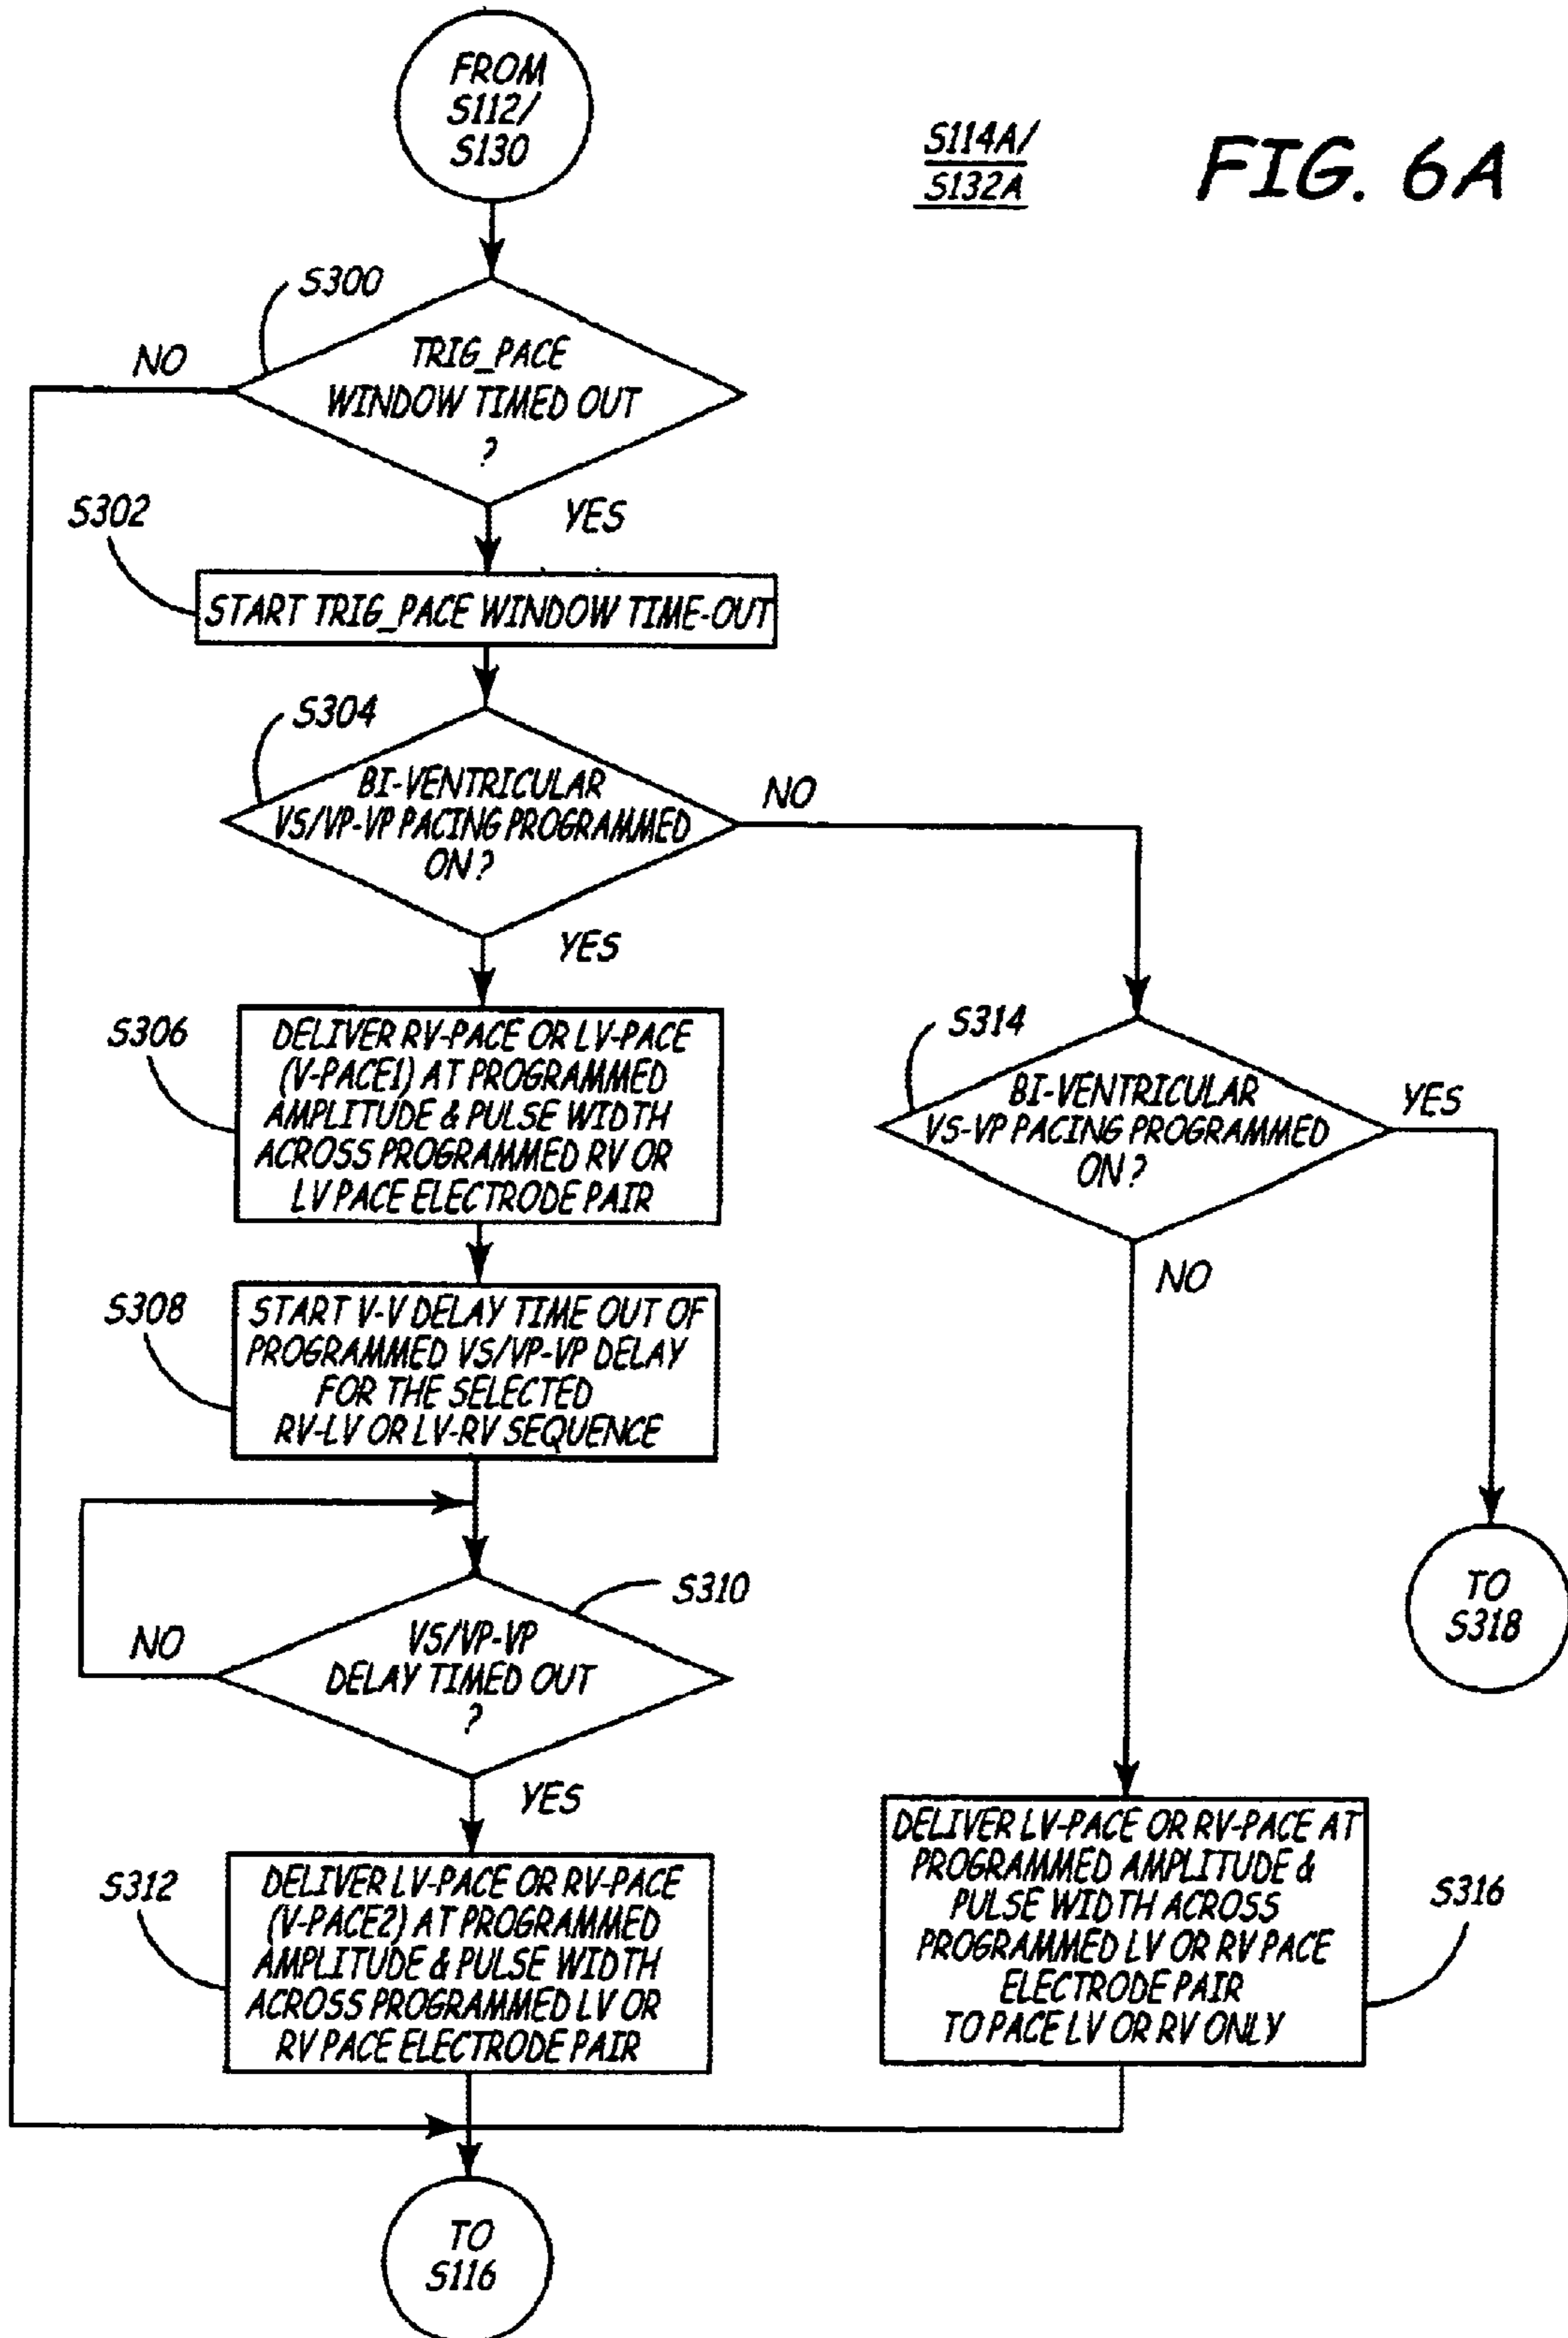 FROM
S112/
S130
S114A/
S132A
FIG. 6A
S300
TRIG_PACE
WINDOW TIMED OUT
?
NO
YES
S302
START TRIG_PACE WINDOW TIME-OUT
S304
BI-VENTRICULAR
VS/VP-VP PACING PROGRAMMED
ON?
NO
YES
S306
DELIVER RV-PACE OR LV-PACE
(V-PACE1) AT PROGRAMMED
AMPLITUDE & PULSE WIDTH
ACROSS PROGRAMMED RV OR
LV PACE ELECTRODE PAIR
S314
BI-VENTRICULAR
VS-VP PACING PROGRAMMED
ON?
YES
NO
S308
START V-V DELAY TIME OUT OF
PROGRAMMED VS/VP-VP DELAY
FOR THE SELECTED
RV-LV OR LV-RV SEQUENCE
S310
VS/VP-VP
DELAY TIMED OUT
?
NO
YES
TO
S318
S312
DELIVER LV-PACE OR RV-PACE
(V-PACE2) AT PROGRAMMED
AMPLITUDE & PULSE WIDTH
ACROSS PROGRAMMED LV OR
RV PACE ELECTRODE PAIR
DELIVER LV-PACE OR RV-PACE AT
PROGRAMMED AMPLITUDE &
PULSE WIDTH ACROSS
PROGRAMMED LV OR RV PACE
ELECTRODE PAIR
TO PACE LV OR RV ONLY
S316
TO
S116